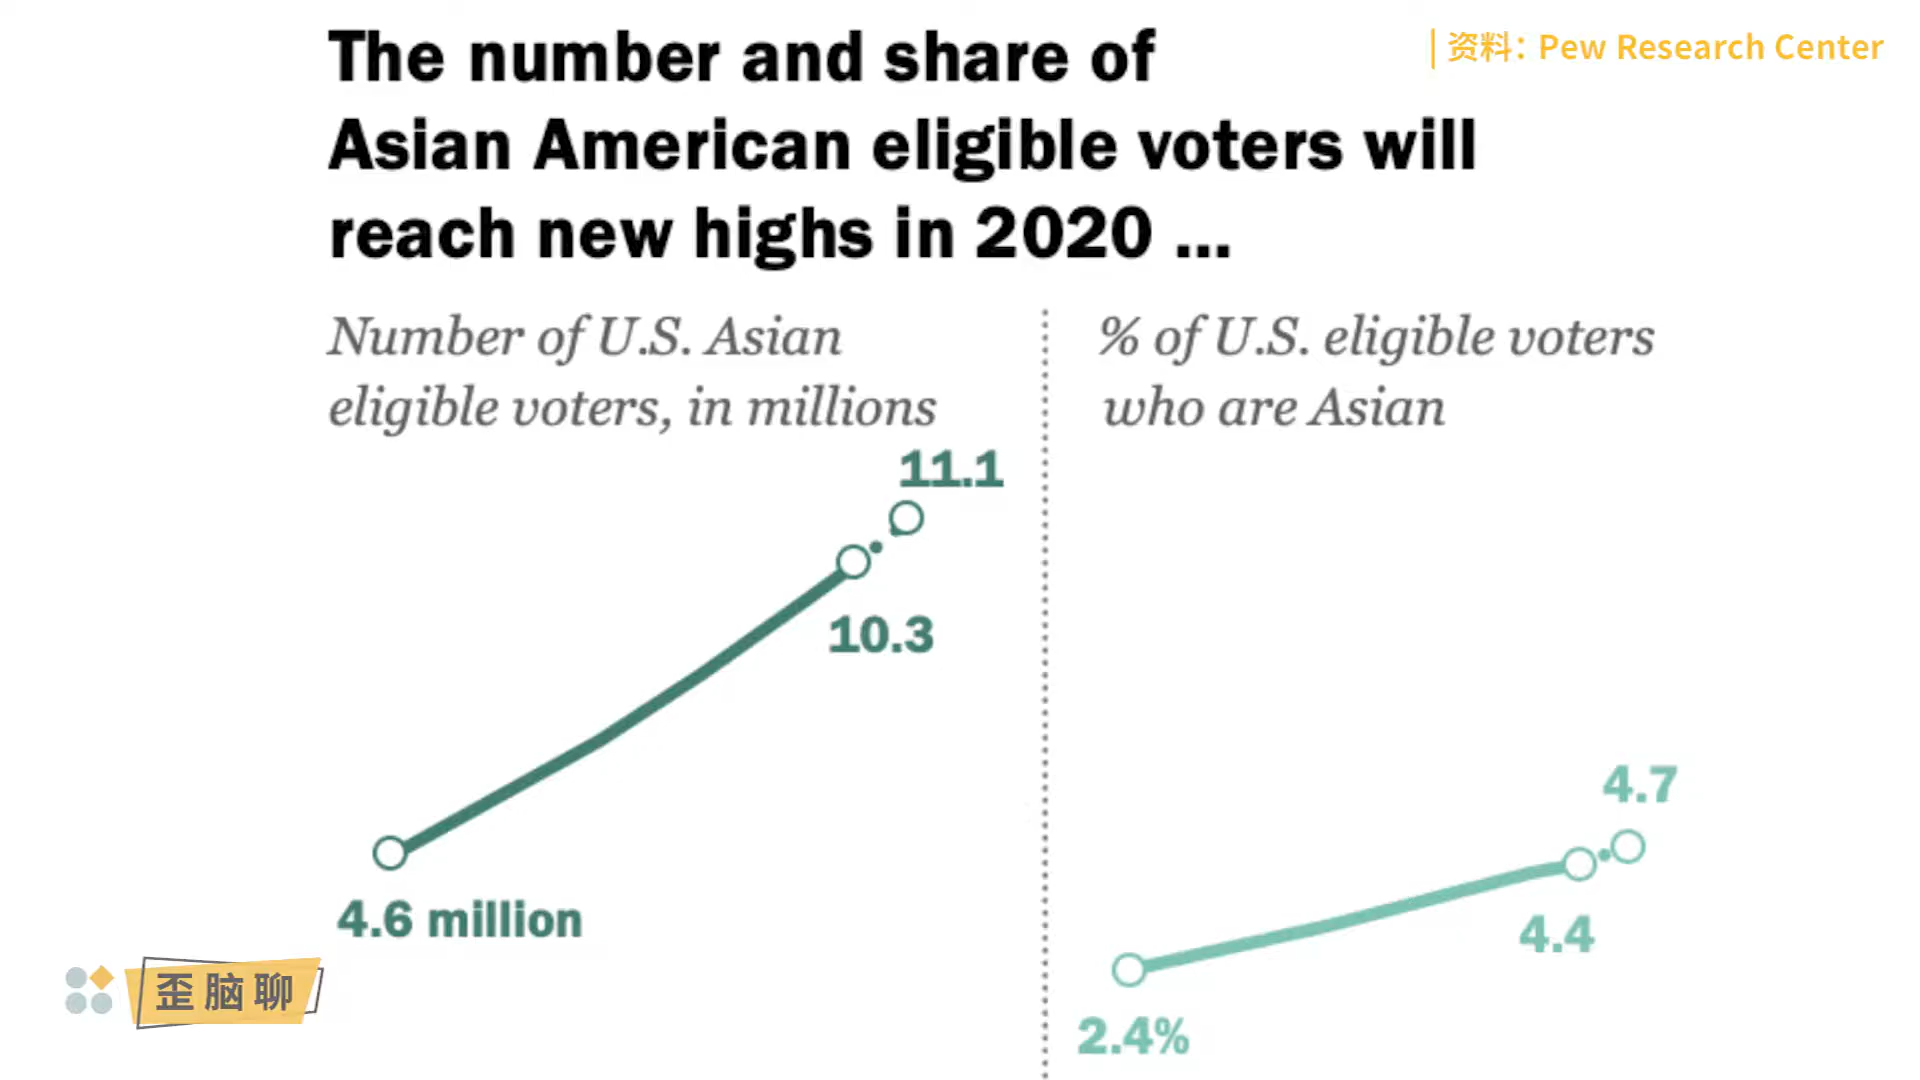 The number and share of
Asian American eligible voters will
reach new highs in 2020 ...
资料：Pew Research Center
Number of U.S. Asian
eligible voters, in millions
11.1
10.3
4.6 million
% of U.S. eligible voters
who are Asian
4.7
4.4
2.4%
歪脑聊